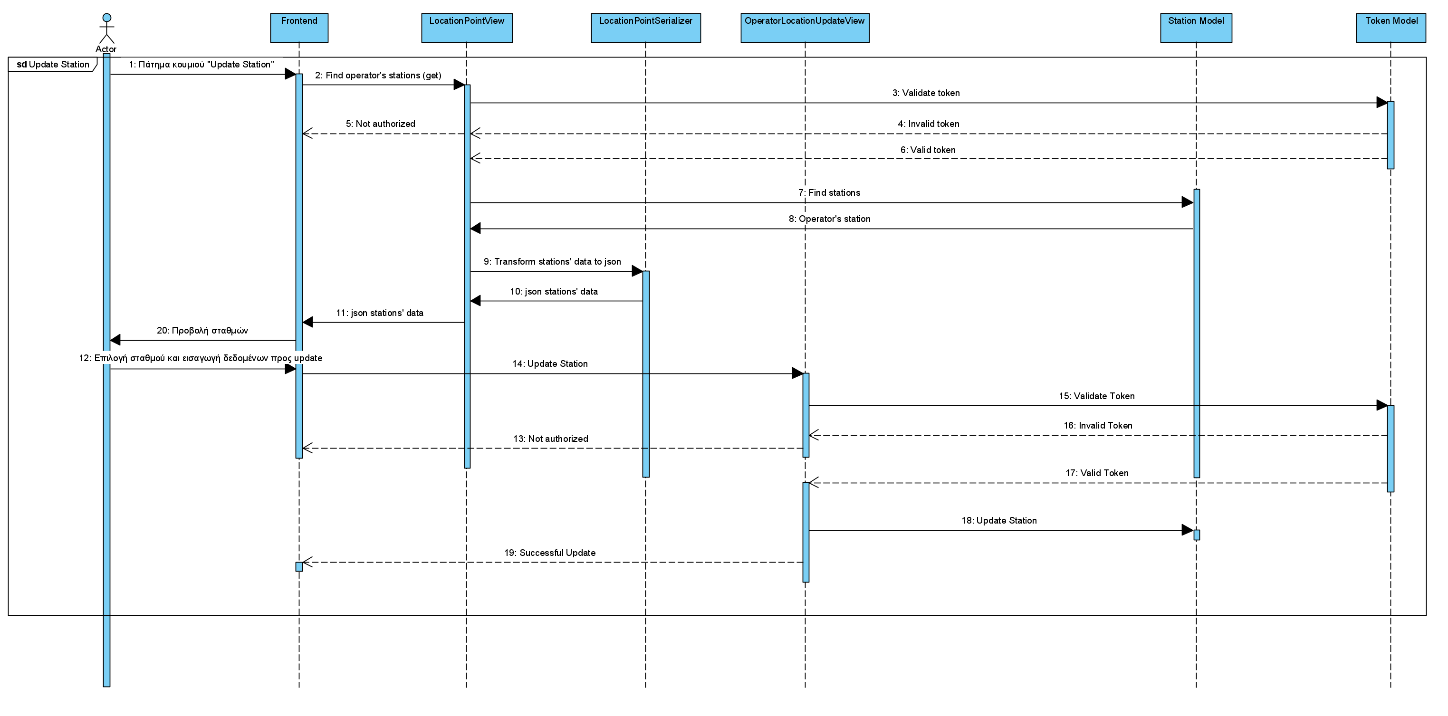 Frontend
LocationPointView
LocationPointSerializer
OperatorLocationUpdateView
Station Model
Token Model
Actor
sd Update Station
1: Πάτημα κουμιού "Update Station"
2: Find operator's stations (get)
3: Validate token
5: Not authorized
4: Invalid token
6: Valid token
7: Find stations
8: Operator's station
9: Transform stations' data to json
10: json stations' data
11: json stations' data
20: Προβολή σταθμών
12: Επιλογή σταθμού και εισαγωγή δεδομένων προς update
14: Update Station
15: Validate Token
16: Invalid Token
13: Not authorized
17: Valid Token
18: Update Station
19: Successful Update